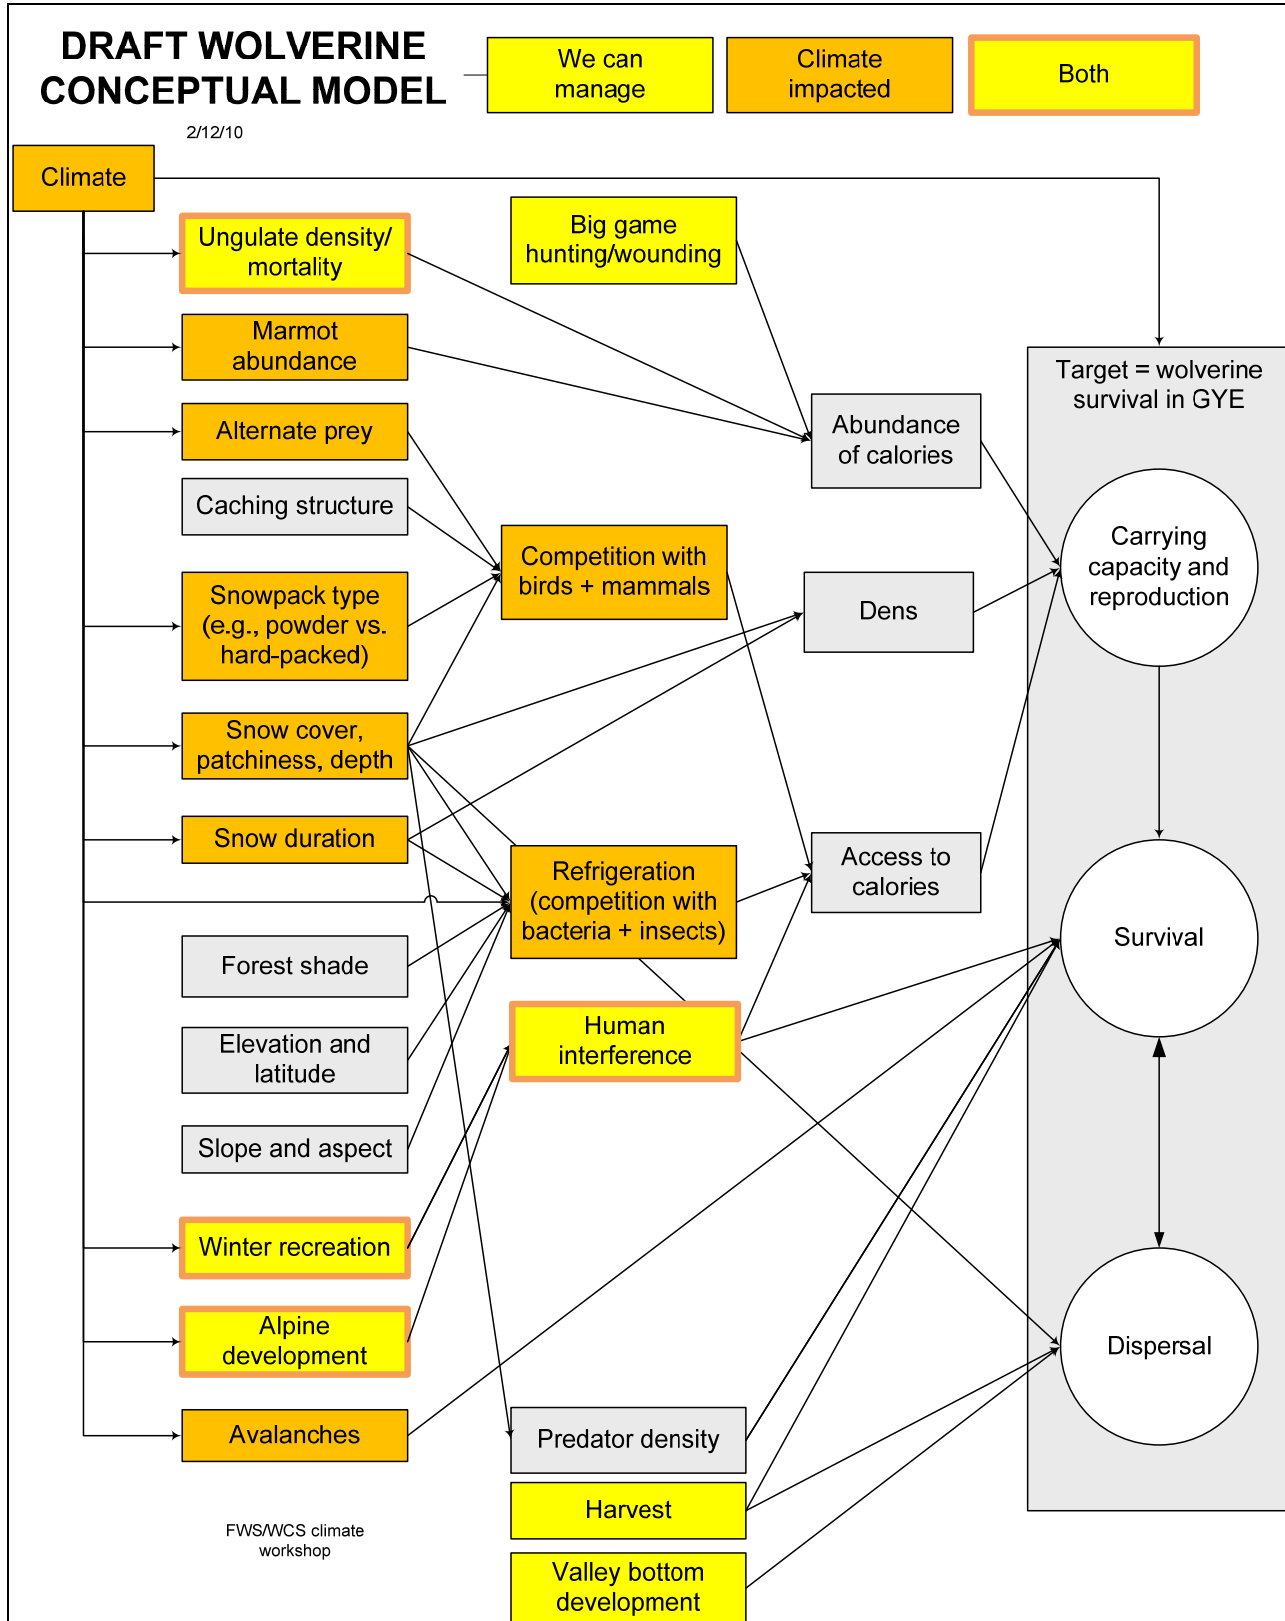 DRAFT WOLVERINE
CONCEPTUAL MODEL
2/12/10
We can
manage
Climate
impacted
Both
Climate
Ungulate density/
mortality
Big game
hunting/wounding
Marmot
abundance
Target = wolverine
survival in GYE
Alternate prey
Abundance
of calories
Caching structure
Competition with
birds + mammals
Carrying
capacity and
reproduction
Snowpack type
(e.g., powder vs.
hard-packed)
Dens
Snow cover,
patchiness, depth
Snow duration
Refrigeration
(competition with
bacteria + insects)
Access to
calories
Forest shade
Survival
Elevation and
latitude
Human
interference
Slope and aspect
Winter recreation
Alpine
development
Dispersal
Avalanches
Predator density
Harvest
FWS/WCS climate
workshop
Valley bottom
development